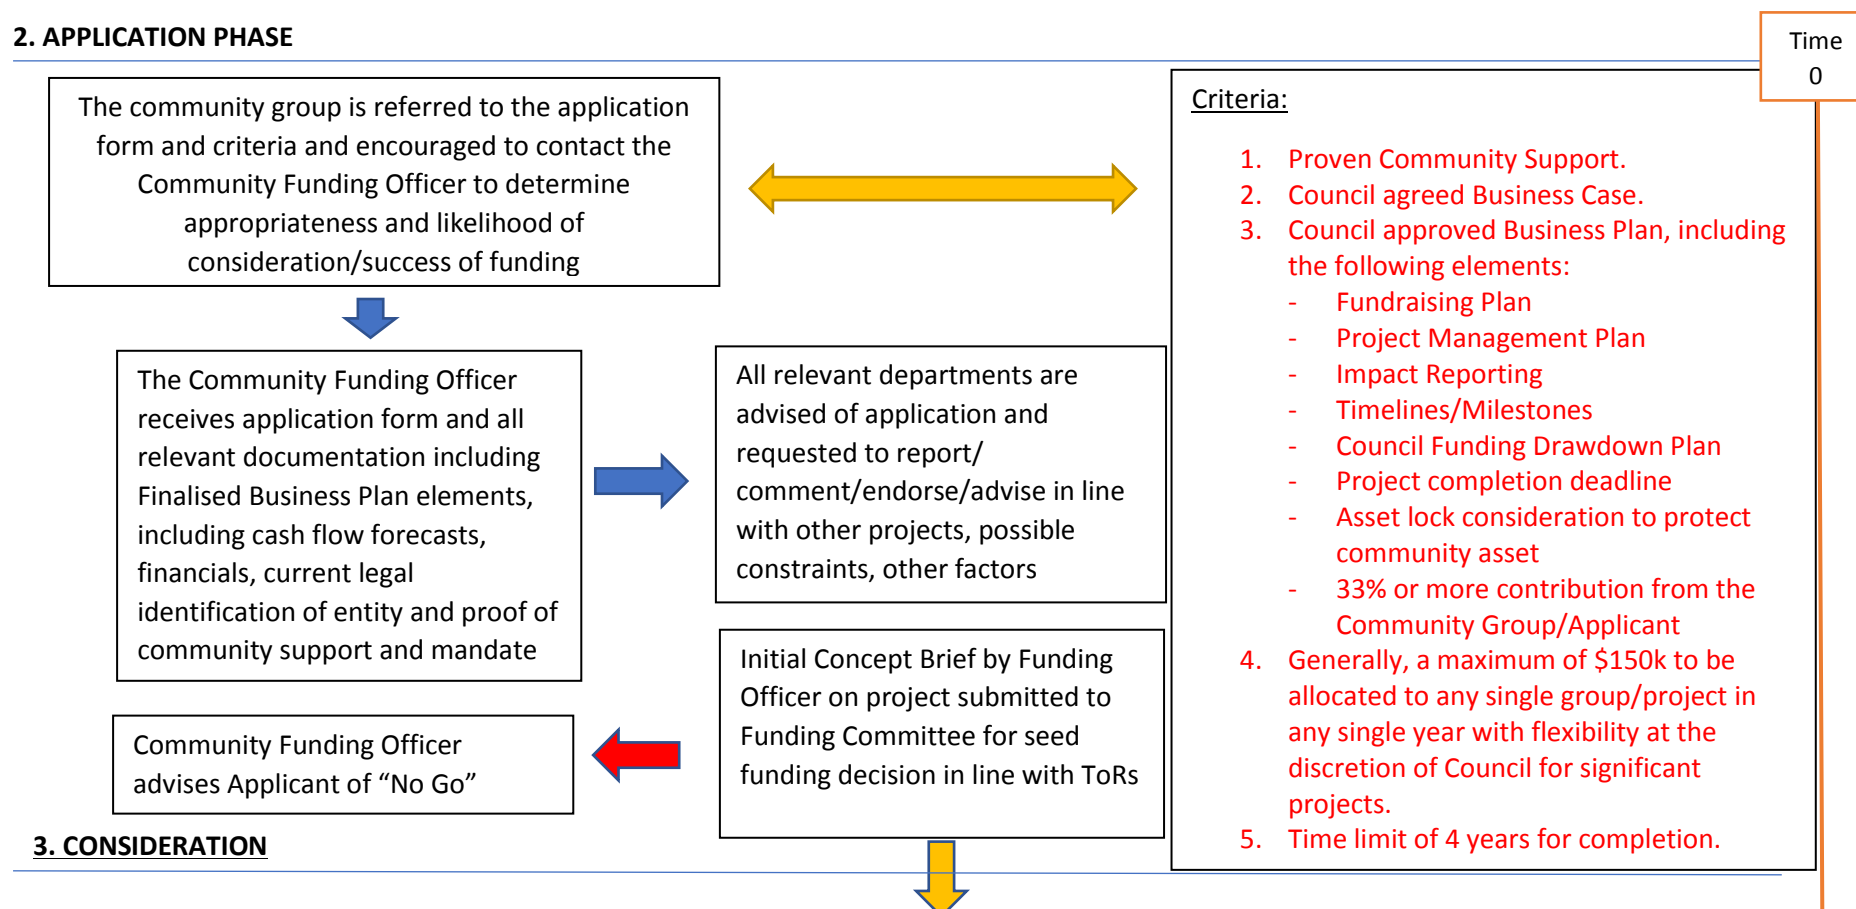 2. APPLICATION PHASE
Time
0
The community group is referred to the application
form and criteria and encouraged to contact the
Community Funding Officer to determine
appropriateness and likelihood of
consideration/success of funding
The Community Funding Officer
receives application form and all
relevant documentation including
Finalised Business Plan elements,
including cash flow forecasts,
financials, current legal
identification of entity and proof of
community support and mandate
All relevant departments are
advised of application and
requested to report/
comment/endorse/advise in line
with other projects, possible
constraints, other factors
Initial Concept Brief by Funding
Officer on project submitted to
Funding Committee for seed
funding decision in line with ToRs
Community Funding Officer
advises Applicant of “No Go”
Criteria:
1. Proven Community Support.
2. Council agreed Business Case.
3. Council approved Business Plan, including
the following elements:
- Fundraising Plan
- Project Management Plan
- Impact Reporting
- Timelines/Milestones
- Council Funding Drawdown Plan
- Project completion deadline
- Asset lock consideration to protect
community asset
- 33% or more contribution from the
Community Group/Applicant
4. Generally, a maximum of $150k to be
allocated to any single group/project in
any single year with flexibility at the
discretion of Council for significant
projects.
5. Time limit of 4 years for completion.
3. CONSIDERATION